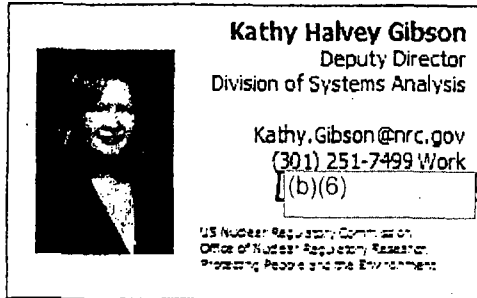 Kathy Halvey Gibson
Deputy Director
Division of Systems Analysis
Kathy.Gibson@nrc.gov
(301) 251-7499 Work
(b)(6)
US Nuclear Regulatory Commission
Office of Nuclear Regulatory Research
Protecting People and the Environment